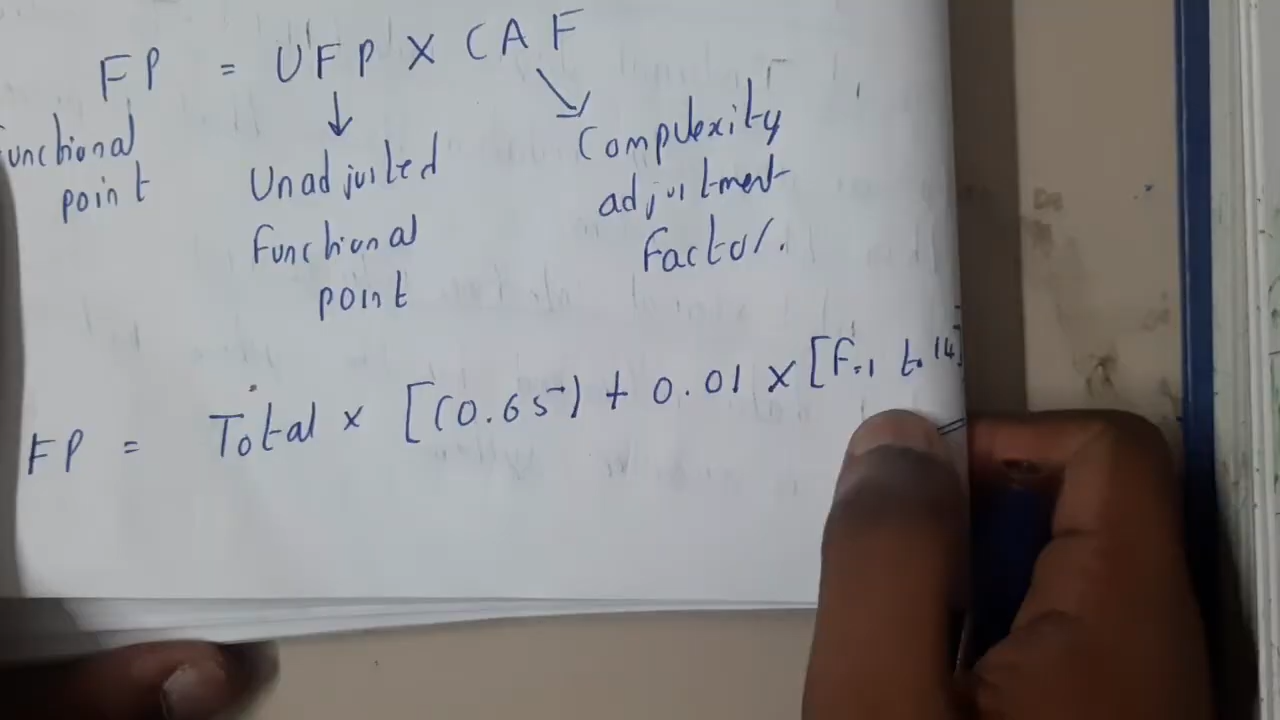 FP = UFP X CAF
unctional point
Unadjusted Functional point
Complexity adjustment Factor.
FP = Total x [(0.65) + 0.01 x [F=1 to 14]